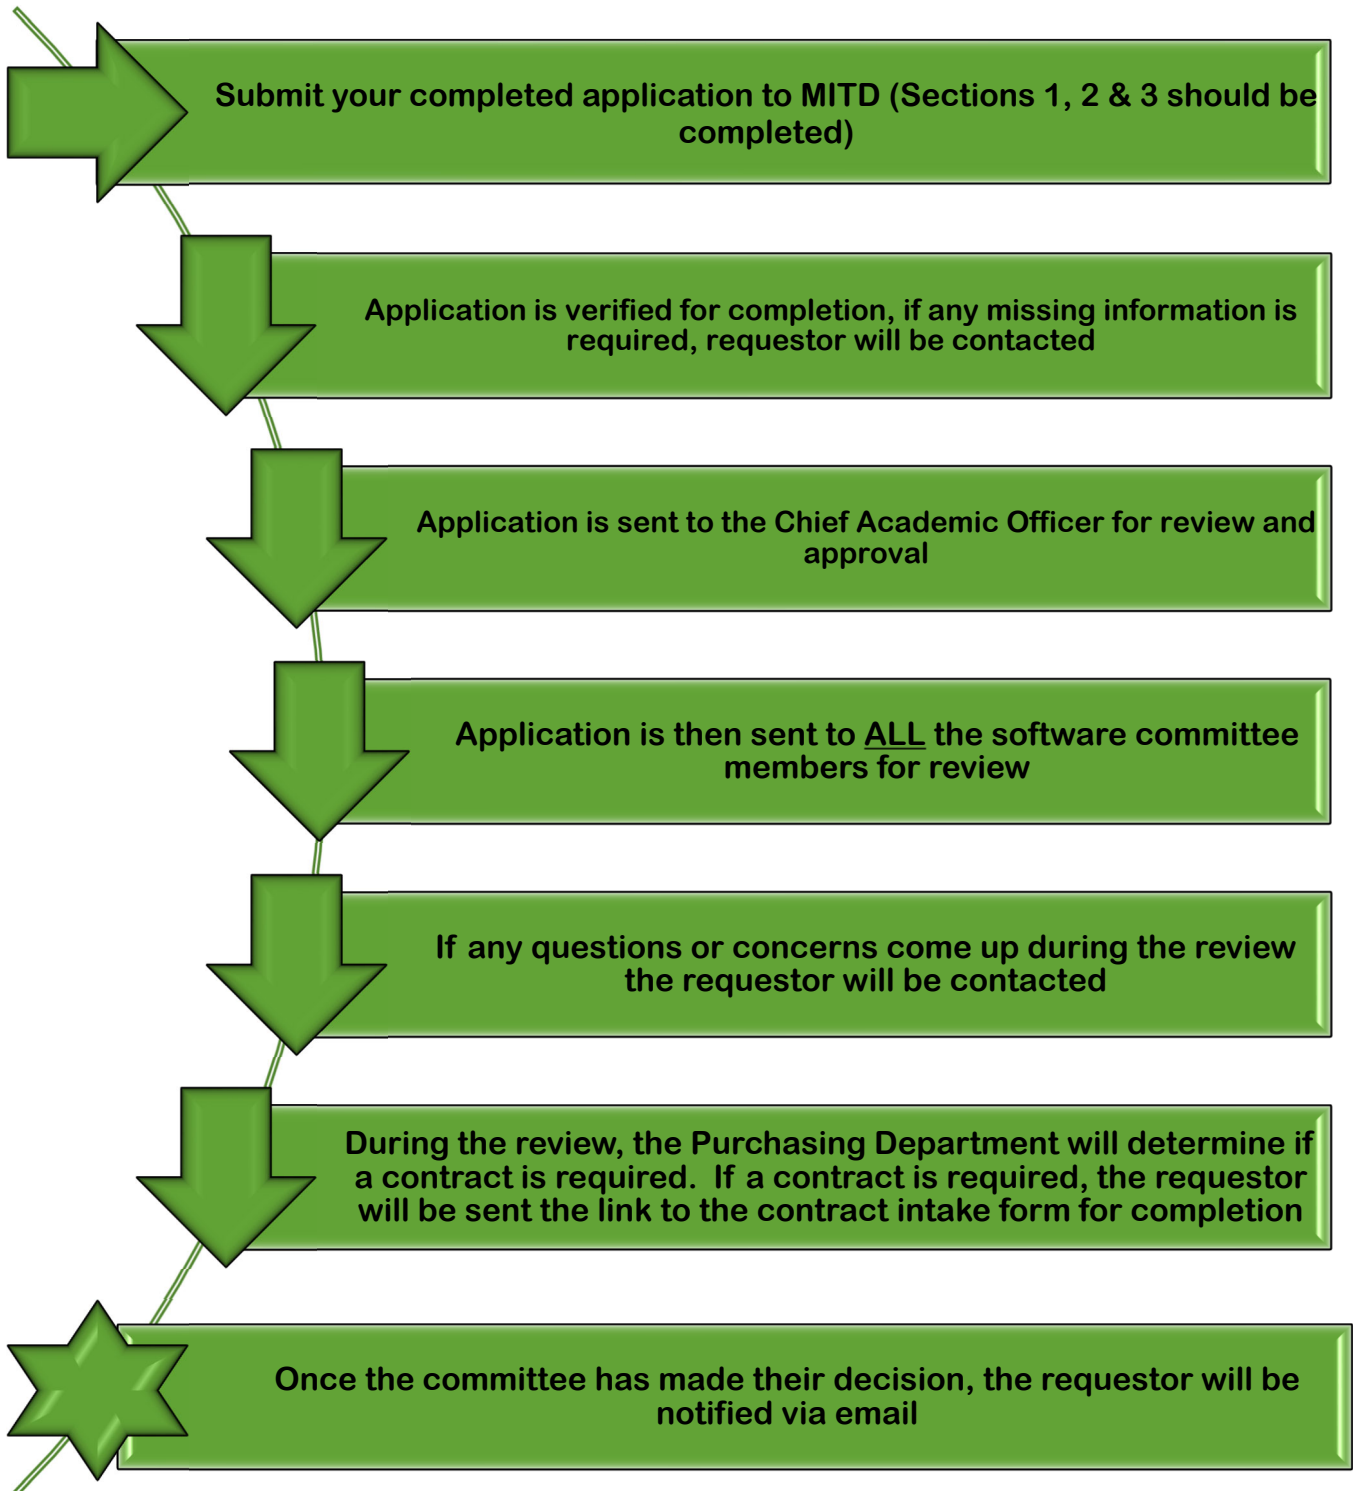 Submit your completed application to MITD (Sections 1, 2 & 3 should be
completed)
Application is verified for completion, if any missing information is
required, requestor will be contacted
Application is sent to the Chief Academic Officer for review and
approval
Application is then sent to ALL the software committee
members for review
If any questions or concerns come up during the review
the requestor will be contacted
During the review, the Purchasing Department will determine if
a contract is required.  If a contract is required, the requestor
will be sent the link to the contract intake form for completion
Once the committee has made their decision, the requestor will be
notified via email